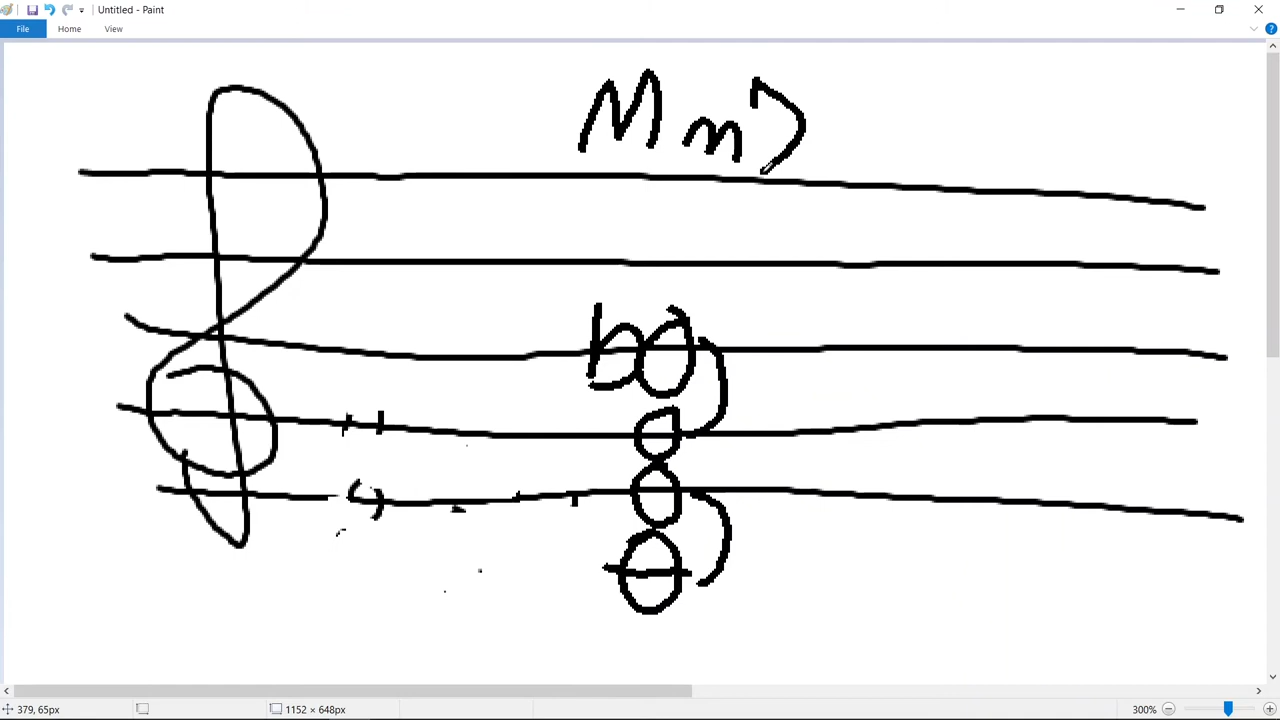 Untitled - Paint
File Home View
Mm7
b
379, 65px 1152 × 648px 300%